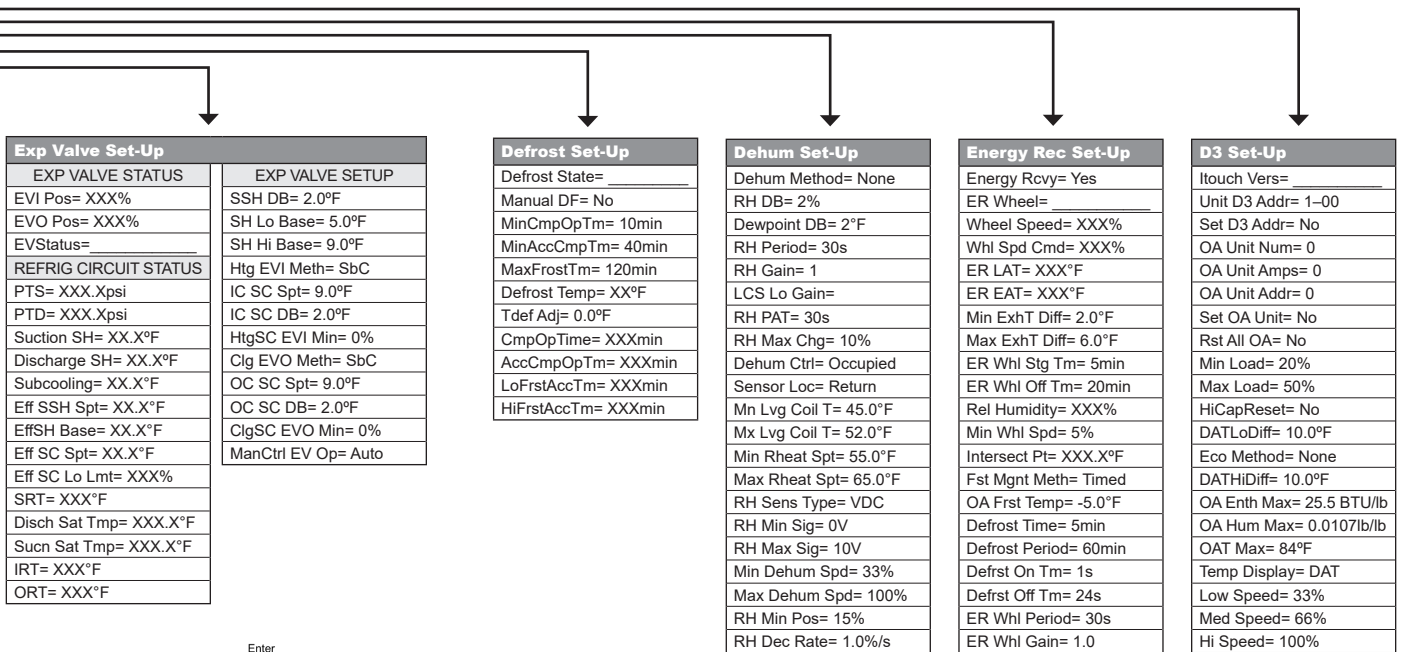 Exp Valve Set-Up
EXP VALVE STATUS
EVI Pos= XXX%
EVO Pos= XXX%
EVStatus=____________
REFRIG CIRCUIT STATUS
PTS= XXX.Xpsi
PTD= XXX.Xpsi
Suction SH= XX.XºF
Discharge SH= XX.XºF
Subcooling= XX.X°F
Eff SSH Spt= XX.X°F
EffSH Base= XX.X°F
Eff SC Spt= XX.X°F
Eff SC Lo Lmt= XXX%
SRT= XXX°F
Disch Sat Tmp= XXX.X°F
Sucn Sat Tmp= XXX.X°F
IRT= XXX°F
ORT= XXX°F
EXP VALVE SETUP
SSH DB= 2.0ºF
SH Lo Base= 5.0ºF
SH Hi Base= 9.0ºF
Htg EVI Meth= SbC
IC SC Spt= 9.0ºF
IC SC DB= 2.0ºF
HtgSC EVI Min= 0%
Clg EVO Meth= SbC
OC SC Spt= 9.0ºF
OC SC DB= 2.0ºF
ClgSC EVO Min= 0%
ManCtrl EV Op= Auto
Defrost Set-Up
Defrost State= _________
Manual DF= No
MinCmpOpTm= 10min
MinAccCmpTm= 40min
MaxFrostTm= 120min
Defrost Temp= XXºF
Tdef Adj= 0.0ºF
CmpOpTime= XXXmin
AccCmpOpTm= XXXmin
LoFrstAccTm= XXXmin
HiFrstAccTm= XXXmin
Dehum Set-Up
Dehum Method= None
RH DB= 2%
Dewpoint DB= 2°F
RH Period= 30s
RH Gain= 1
LCS Lo Gain=
RH PAT= 30s
RH Max Chg= 10%
Dehum Ctrl= Occupied
Sensor Loc= Return
Mn Lvg Coil T= 45.0°F
Mx Lvg Coil T= 52.0°F
Min Rheat Spt= 55.0°F
Max Rheat Spt= 65.0°F
RH Sens Type= VDC
RH Min Sig= 0V
RH Max Sig= 10V
Min Dehum Spd= 33%
Max Dehum Spd= 100%
RH Min Pos= 15%
RH Dec Rate= 1.0%/s
Energy Rec Set-Up
Energy Rcvy= Yes
ER Wheel= ___________
Wheel Speed= XXX%
Whl Spd Cmd= XXX%
ER LAT= XXX°F
ER EAT= XXX°F
Min ExhT Diff= 2.0°F
Max ExhT Diff= 6.0°F
ER Whl Stg Tm= 5min
ER Whl Off Tm= 20min
Rel Humidity= XXX%
Min Whl Spd= 5%
Intersect Pt= XXX.XºF
Fst Mgnt Meth= Timed
OA Frst Temp= -5.0°F
Defrost Time= 5min
Defrost Period= 60min
Defrst On Tm= 1s
Defrst Off Tm= 24s
ER Whl Period= 30s
ER Whl Gain= 1.0
D3 Set-Up
Itouch Vers= __________
Unit D3 Addr= 1–00
Set D3 Addr= No
OA Unit Num= 0
OA Unit Amps= 0
OA Unit Addr= 0
Set OA Unit= No
Rst All OA= No
Min Load= 20%
Max Load= 50%
HiCapReset= No
DATLoDiff= 10.0ºF
Eco Method= None
DATHiDiff= 10.0ºF
OA Enth Max= 25.5 BTU/lb
OA Hum Max= 0.0107lb/lb
OAT Max= 84ºF
Temp Display= DAT
Low Speed= 33%
Med Speed= 66%
Hi Speed= 100%
Enter